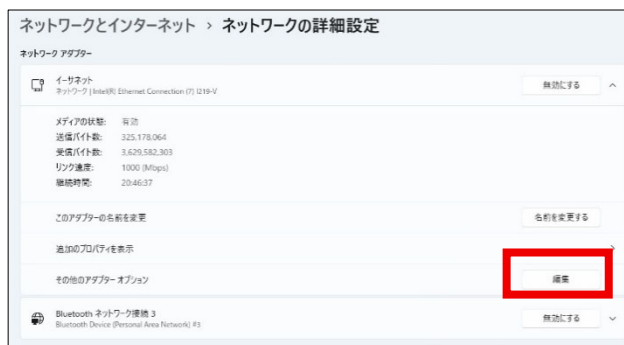 ネットワークとインターネット › ネットワークの詳細設定
ネットワーク アダプター
イーサネット
ネットワーク | Intel(R) Ethernet Connection (7) I219-V
無効にする
メディアの状態: 有効
送信バイト数: 325,178,064
受信バイト数: 3,629,582,303
リンク速度: 1000 (Mbps)
継続時間: 20:46:37
このアダプターの名前を変更
名前を変更する
追加のプロパティを表示
その他のアダプター オプション
編集
Bluetooth ネットワーク接続 3
Bluetooth Device (Personal Area Network) #3
無効にする